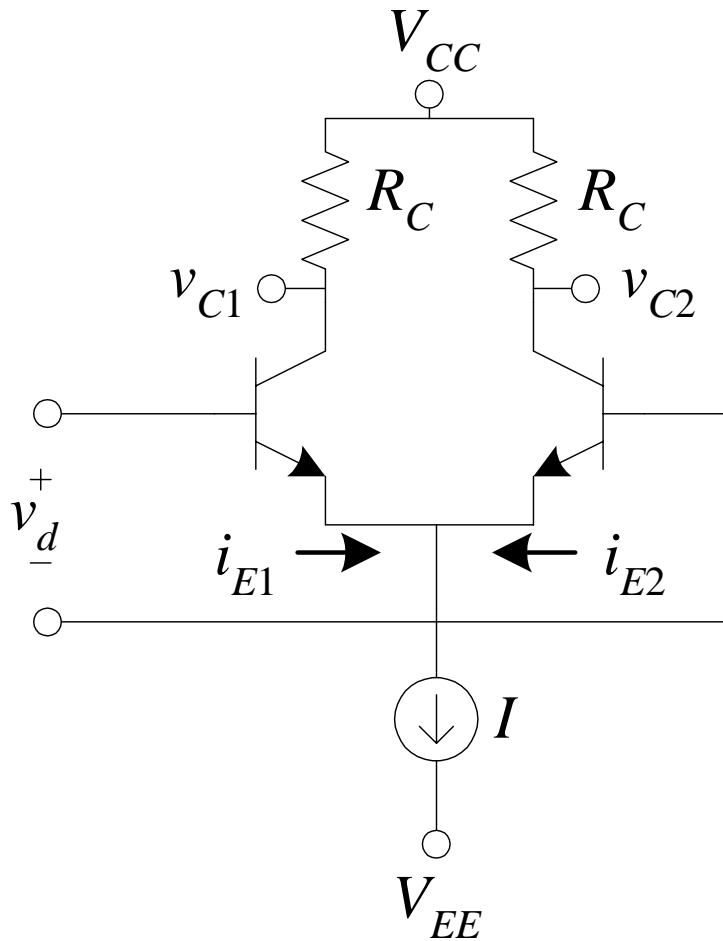 V_CC
R_C R_C
v_C1 v_C2
+
v_d
−
i_E1 i_E2
I
V_EE